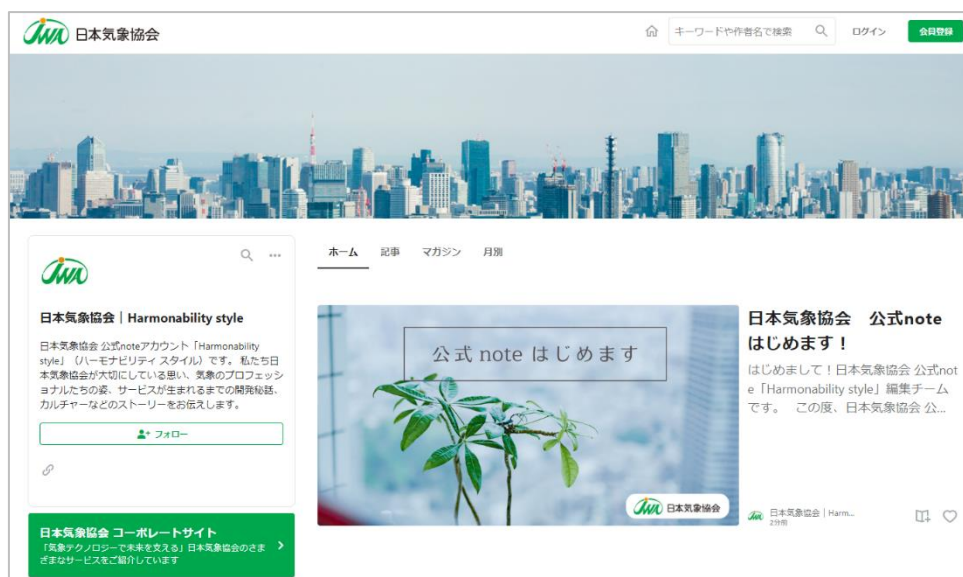 JWA 日本気象協会
キーワードや作者名で検索
ログイン
会員登録
JWA
日本気象協会｜Harmonability style
日本気象協会 公式noteアカウント「Harmonability
style」（ハーモナビリティ スタイル）です。 私たち日
本気象協会が大切にしている思い、気象のプロフェッシ
ョナルたちの姿、サービスが生まれるまでの開発秘話、
カルチャーなどのストーリーをお伝えします。
フォロー
日本気象協会 コーポレートサイト
「気象テクノロジーで未来を支える」日本気象協会のさま
ざまなサービスをご紹介しています
ホーム 記事 マガジン 月別
公式 note はじめます
JWA 日本気象協会
日本気象協会　公式note
はじめます！
はじめまして！日本気象協会 公式not
e「Harmonability style」編集チーム
です。　この度、日本気象協会 公...
JWA 日本気象協会｜Harm...
2分前